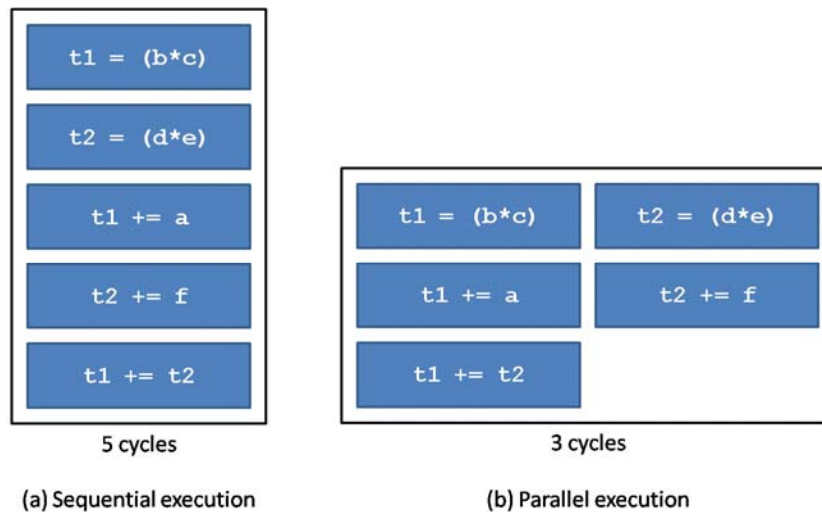 t1 = (b*c)
t2 = (d*e)
t1 += a
t2 += f
t1 += t2
5 cycles
(a) Sequential execution
t1 = (b*c) t2 = (d*e)
t1 += a t2 += f
t1 += t2
3 cycles
(b) Parallel execution